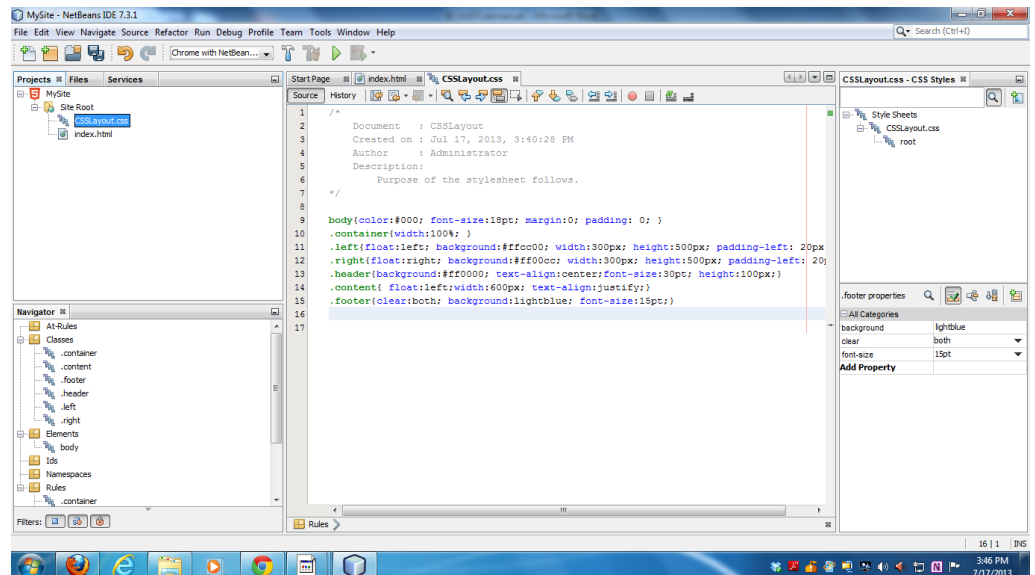 MySite - NetBeans IDE 7.3.1
File Edit View Navigate Source Refactor Run Debug Profile Team Tools Window Help
Search (Ctrl+I)
Chrome with NetBean...
Projects Files Services
MySite
Site Root
CSSLayout.css
index.html
Navigator
At-Rules
Classes
.container
.content
.footer
.header
.left
.right
Elements
body
Ids
Namespaces
Rules
.container
Filters:
Start Page index.html CSSLayout.css
Source History
1 /*
2 Document : CSSLayout
3 Created on : Jul 17, 2013, 3:40:28 PM
4 Author : Administrator
5 Description:
6 Purpose of the stylesheet follows.
7 */
8
9 body{color:#000; font-size:18pt; margin:0; padding: 0; }
10 .container{width:100%; }
11 .left{float:left; background:#ffcc00; width:300px; height:500px; padding-left: 20px
12 .right{float:right; background:#ff00cc; width:300px; height:500px; padding-left: 20
13 .header{background:#ff0000; text-align:center;font-size:30pt; height:100px;}
14 .content{ float:left;width:600px; text-align:justify;}
15 .footer{clear:both; background:lightblue; font-size:15pt;}
16
17
Rules
CSSLayout.css - CSS Styles
Style Sheets
CSSLayout.css
root
.footer properties
All Categories
background lightblue
clear both
font-size 15pt
Add Property
16 | 1 INS
3:46 PM
7/17/2013